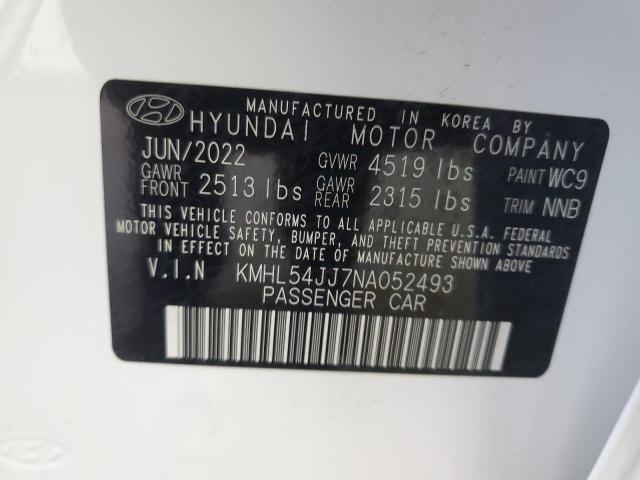 MANUFACTURED IN KOREA BY
HYUNDAI MOTOR COMPANY
JUN/2022 GVWR 4519 lbs PAINT WC9
GAWR FRONT 2513 lbs GAWR REAR 2315 lbs TRIM NNB
THIS VEHICLE CONFORMS TO ALL APPLICABLE U.S.A. FEDERAL
MOTOR VEHICLE SAFETY, BUMPER, AND THEFT PREVENTION STANDARDS
IN EFFECT ON THE DATE OF MANUFACTURE SHOWN ABOVE.
V.I.N KMHL54JJ7NA052493
PASSENGER CAR